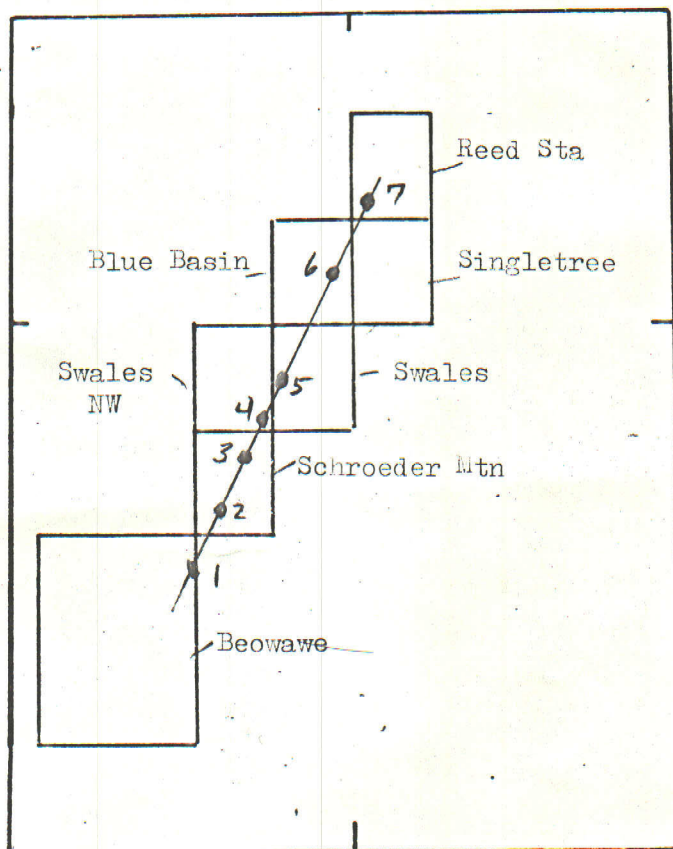 Reed Sta
7
Blue Basin
6
Singletree
Swales
NW
5
Swales
4
3
Schroeder Mtn
2
1
Beowawe